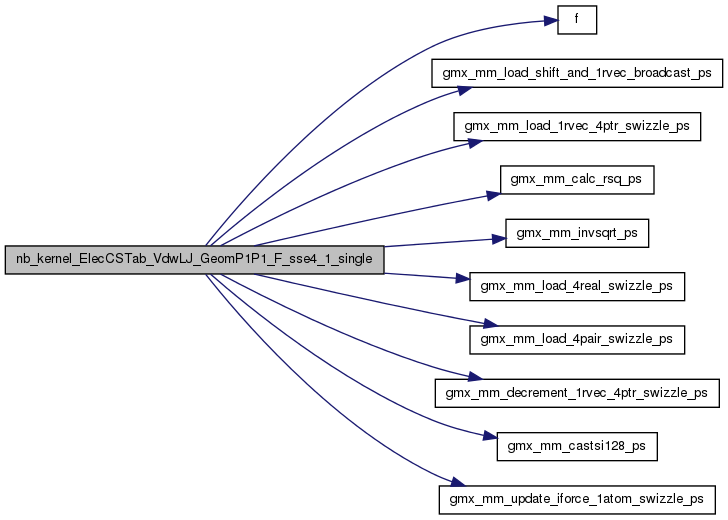 f
gmx_mm_load_shift_and_1rvec_broadcast_ps
gmx_mm_load_1rvec_4ptr_swizzle_ps
gmx_mm_calc_rsq_ps
gmx_mm_invsqrt_ps
nb_kernel_ElecCSTab_VdwLJ_GeomP1P1_F_sse4_1_single
gmx_mm_load_4real_swizzle_ps
gmx_mm_load_4pair_swizzle_ps
gmx_mm_decrement_1rvec_4ptr_swizzle_ps
gmx_mm_castsi128_ps
gmx_mm_update_iforce_1atom_swizzle_ps